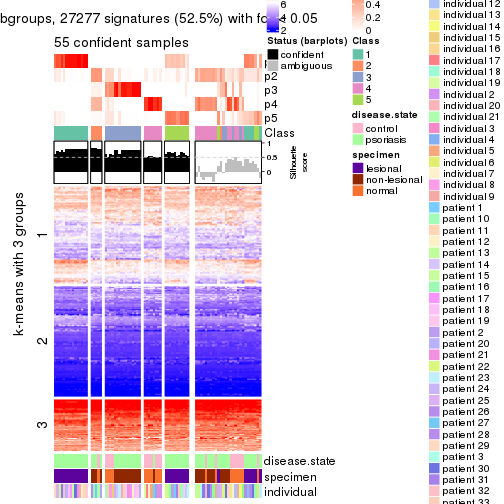 bgroups, 27277 signatures (52.5%) with fd < 0.05
55 confident samples
p2
p3
p4
p5
Class
1
0.5
0
Silhouette
score
k-means with 3 groups
1
2
3
disease.state
specimen
individual
6
4
2
Status (barplots)
confident
ambiguous
0.4
0.2
0
Class
1
2
3
4
5
disease.state
control
psoriasis
specimen
lesional
non-lesional
normal
individual 12
individual 13
individual 14
individual 15
individual 16
individual 17
individual 18
individual 19
individual 2
individual 20
individual 21
individual 3
individual 4
individual 5
individual 6
individual 7
individual 8
individual 9
patient 1
patient 10
patient 11
patient 12
patient 13
patient 14
patient 15
patient 16
patient 17
patient 18
patient 19
patient 2
patient 20
patient 21
patient 22
patient 23
patient 24
patient 25
patient 26
patient 27
patient 28
patient 29
patient 3
patient 30
patient 31
patient 32
patient 33